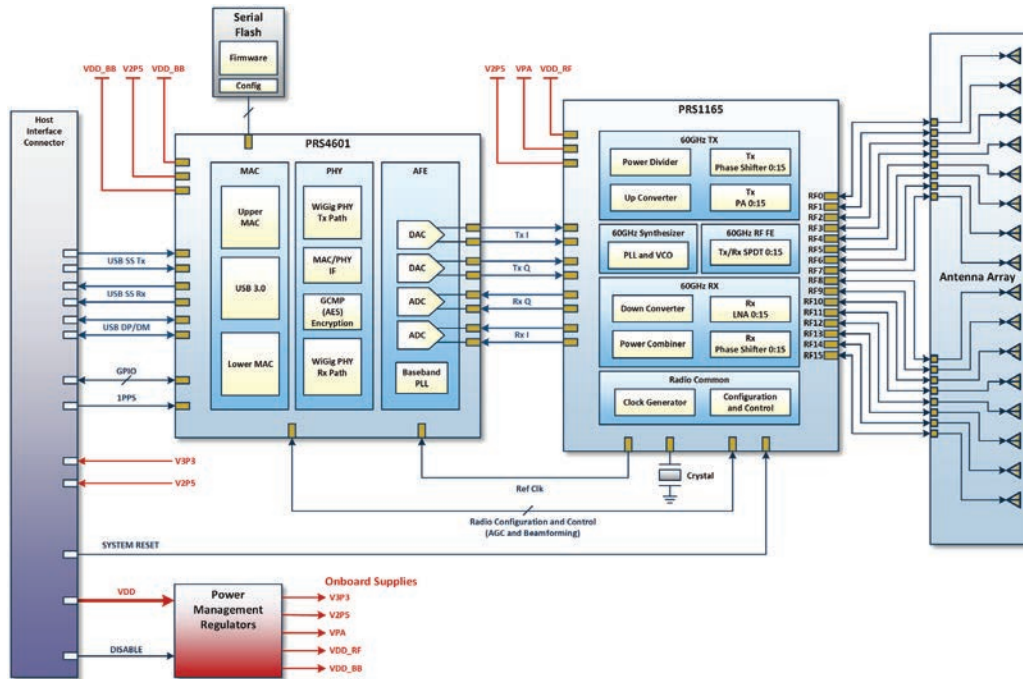 Serial
Flash
Firmware
Config
VDD_BB
V2P5
VDD_BB
Host
Interface
Connector
PRS4601
MAC
Upper
MAC
USB 3.0
Lower MAC
PHY
WiGig PHY
Tx Path
MAC/PHY
IF
GCMP
(AES)
Encryption
WiGig PHY
Rx Path
AFE
DAC
DAC
ADC
ADC
Baseband
PLL
USB SS Tx
USB SS Rx
USB DP/DM
GPIO
1PPS
V3P3
V2P5
SYSTEM RESET
VDD
DISABLE
Tx I
Tx Q
Rx Q
Rx I
V2P5
VPA
VDD_RF
PRS1165
60GHz TX
Power Divider
Tx
Phase Shifter 0:15
Up Converter
Tx
PA 0:15
60GHz Synthesizer
PLL and VCO
60GHz RF FE
Tx/Rx SPDT 0:15
60GHz RX
Down Converter
Rx
LNA 0:15
Power Combiner
Rx
Phase Shifter 0:15
Radio Common
Clock Generator
Configuration
and Control
RF0
RF1
RF2
RF3
RF4
RF5
RF6
RF7
RF8
RF9
RF10
RF11
RF12
RF13
RF14
RF15
Antenna Array
Crystal
Ref Clk
Radio Configuration and Control
(AGC and Beamforming)
Power
Management
Regulators
Onboard Supplies
V3P3
V2P5
VPA
VDD_RF
VDD_BB